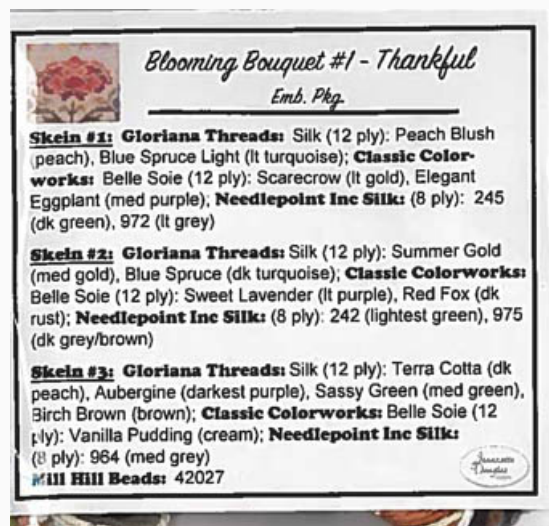 Blooming Bouquet #1 - Thankful
Emb. Pkg.
Skein #1: Gloriana Threads: Silk (12 ply): Peach Blush
(peach), Blue Spruce Light (lt turquoise); Classic Color-
works: Belle Soie (12 ply): Scarecrow (lt gold), Elegant
Eggplant (med purple); Needlepoint Inc Silk: (8 ply): 245
(dk green), 972 (lt grey)
Skein #2: Gloriana Threads: Silk (12 ply): Summer Gold
(med gold), Blue Spruce (dk turquoise); Classic Colorworks:
Belle Soie (12 ply): Sweet Lavender (lt purple), Red Fox (dk
rust); Needlepoint Inc Silk: (8 ply): 242 (lightest green), 975
(dk grey/brown)
Skein #3: Gloriana Threads: Silk (12 ply): Terra Cotta (dk
peach), Aubergine (darkest purple), Sassy Green (med green),
Birch Brown (brown); Classic Colorworks: Belle Soie (12
ply): Vanilla Pudding (cream); Needlepoint Inc Silk:
(8 ply): 964 (med grey)
Mill Hill Beads: 42027
Jeannette
Douglas